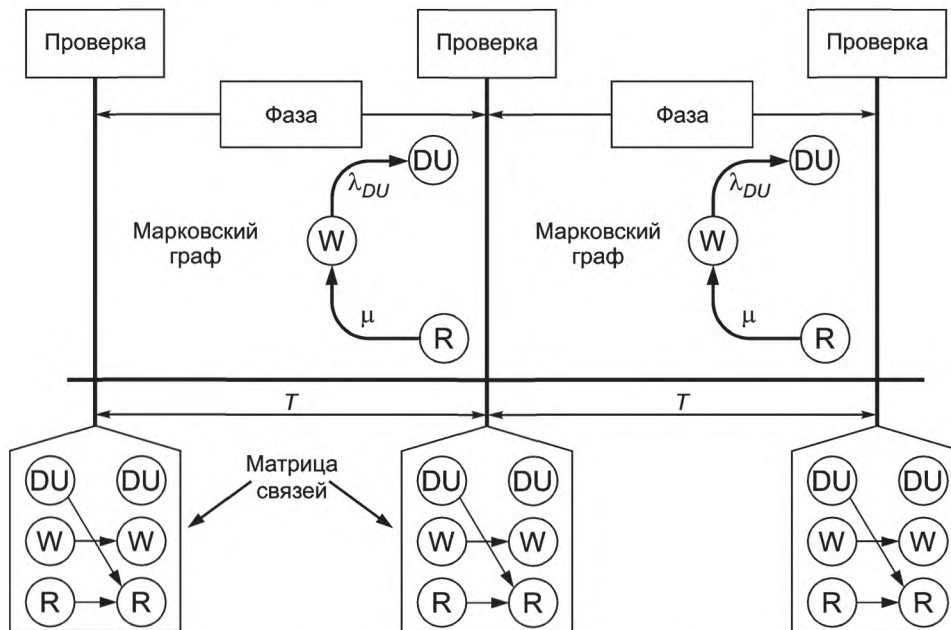 Проверка
Проверка
Проверка
Фаза
Фаза
DU
DU
λDU
λDU
Марковский
граф
W
Марковский
граф
W
μ
μ
R
R
T
T
Матрица
связей
DU DU
W W
R R
DU DU
W W
R R
DU DU
W W
R R